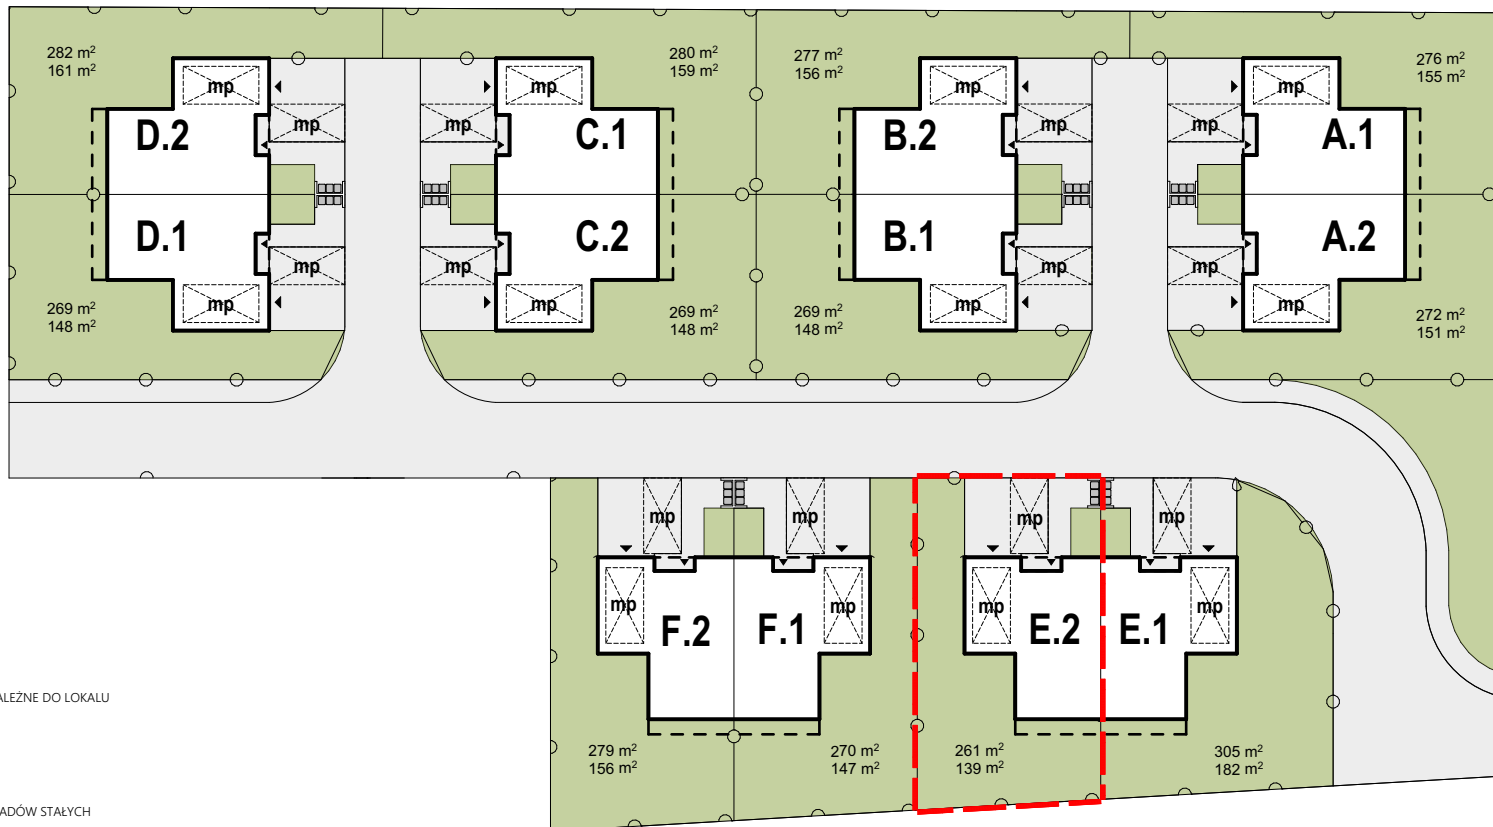 282 m²
161 m²
280 m²
159 m²
277 m²
156 m²
276 m²
155 m²
mp
mp
mp
mp
mp
mp
mp
mp
D.2
C.1
B.2
A.1
D.1
C.2
B.1
A.2
mp
mp
mp
mp
mp
mp
mp
mp
269 m²
148 m²
269 m²
148 m²
269 m²
148 m²
272 m²
151 m²
mp
mp
mp
mp
mp
mp
mp
mp
F.2
F.1
E.2
E.1
ALEŻNE DO LOKALU
279 m²
156 m²
270 m²
147 m²
261 m²
139 m²
305 m²
182 m²
ADÓW STAŁYCH